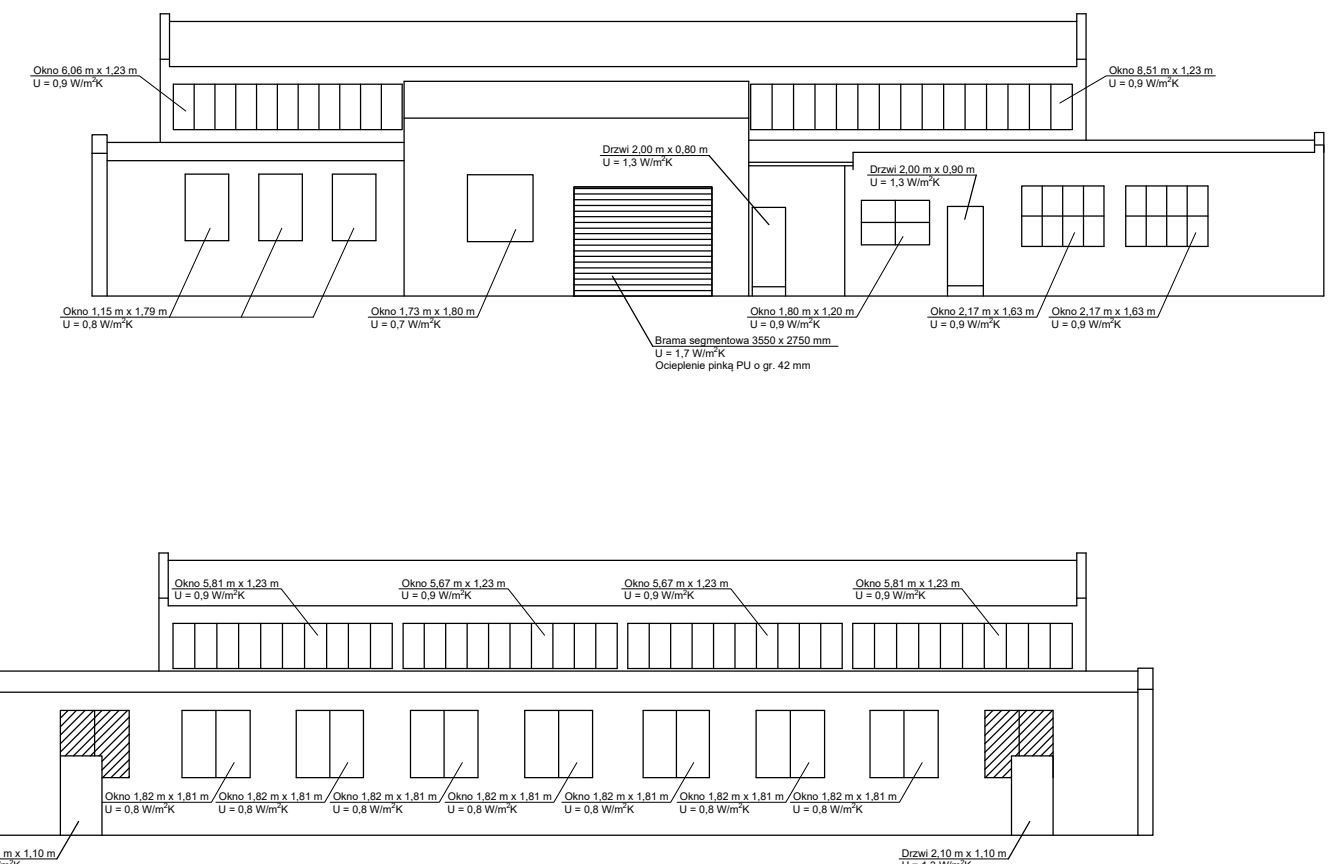 Okno 6,06 m x 1,23 m
U = 0,9 W/m²K
Okno 8,51 m x 1,23 m
U = 0,9 W/m²K
Drzwi 2,00 m x 0,80 m
U = 1,3 W/m²K
Drzwi 2,00 m x 0,90 m
U = 1,3 W/m²K
Okno 1,15 m x 1,79 m
U = 0,8 W/m²K
Okno 1,73 m x 1,80 m
U = 0,7 W/m²K
Okno 1,80 m x 1,20 m
U = 0,9 W/m²K
Okno 2,17 m x 1,63 m
U = 0,9 W/m²K
Okno 2,17 m x 1,63 m
U = 0,9 W/m²K
Brama segmentowa 3550 x 2750 mm
U = 1,7 W/m²K
Ocieplenie pinką PU o gr. 42 mm
Okno 5,81 m x 1,23 m
U = 0,9 W/m²K
Okno 5,67 m x 1,23 m
U = 0,9 W/m²K
Okno 5,67 m x 1,23 m
U = 0,9 W/m²K
Okno 5,81 m x 1,23 m
U = 0,9 W/m²K
Okno 1,82 m x 1,81 m
U = 0,8 W/m²K
Okno 1,82 m x 1,81 m
U = 0,8 W/m²K
Okno 1,82 m x 1,81 m
U = 0,8 W/m²K
Okno 1,82 m x 1,81 m
U = 0,8 W/m²K
Okno 1,82 m x 1,81 m
U = 0,8 W/m²K
Okno 1,82 m x 1,81 m
U = 0,8 W/m²K
Okno 1,82 m x 1,81 m
U = 0,8 W/m²K
m x 1,10 m
Drzwi 2,10 m x 1,10 m